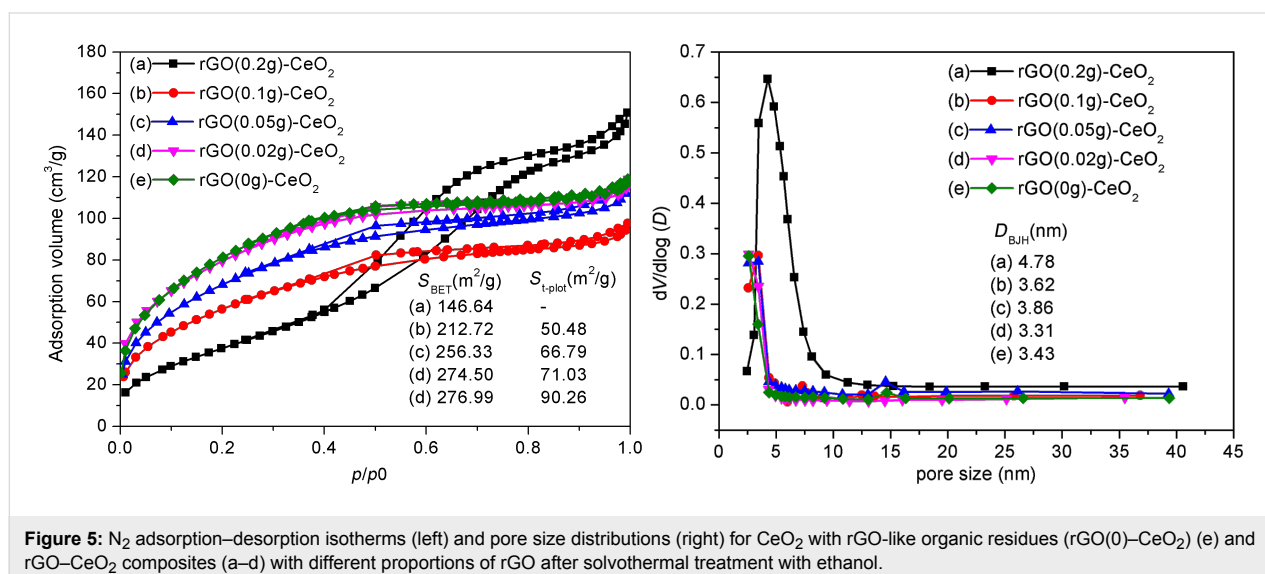 180
160
140
120
100
80
60
40
20
0
Adsorption volume (cm³/g)
(a) rGO(0.2g)-CeO₂
(b) rGO(0.1g)-CeO₂
(c) rGO(0.05g)-CeO₂
(d) rGO(0.02g)-CeO₂
(e) rGO(0g)-CeO₂
S_BET(m²/g) S_t-plot(m²/g)
(a) 146.64 -
(b) 212.72 50.48
(c) 256.33 66.79
(d) 274.50 71.03
(d) 276.99 90.26
0.0 0.2 0.4 0.6 0.8 1.0
p/p0
0.7
0.6
0.5
0.4
0.3
0.2
0.1
0.0
dV/dlog (D)
(a) rGO(0.2g)-CeO₂
(b) rGO(0.1g)-CeO₂
(c) rGO(0.05g)-CeO₂
(d) rGO(0.02g)-CeO₂
(e) rGO(0g)-CeO₂
D_BJH(nm)
(a) 4.78
(b) 3.62
(c) 3.86
(d) 3.31
(e) 3.43
0 5 10 15 20 25 30 35 40 45
pore size (nm)
Figure 5: N₂ adsorption–desorption isotherms (left) and pore size distributions (right) for CeO₂ with rGO-like organic residues (rGO(0)–CeO₂) (e) and
rGO–CeO₂ composites (a–d) with different proportions of rGO after solvothermal treatment with ethanol.